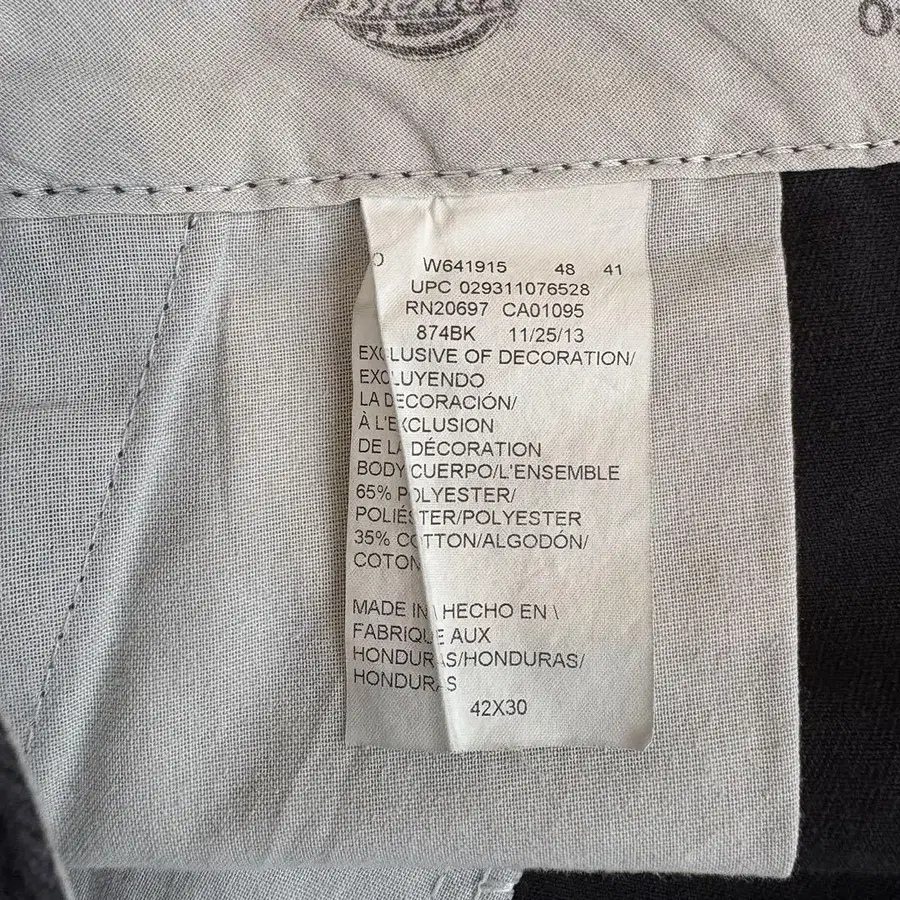 O W641915 48 41
UPC 029311076528
RN20697 CA01095
874BK 11/25/13
EXCLUSIVE OF DECORATION/
EXCLUYENDO
LA DECORACIÓN/
À L'EXCLUSION
DE LA DÉCORATION
BODY/CUERPO/L'ENSEMBLE
65% POLYESTER/
POLIÉSTER/POLYESTER
35% COTTON/ALGODÓN/
COTON
MADE IN \ HECHO EN \
FABRIQUE AUX
HONDURAS/HONDURAS/
HONDURAS
42X30